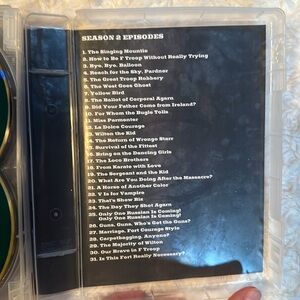 SEASON 2 EPISODES
1. The Singing Mountie
2. How to Be F Troop Without Really Trying
3. Bye, Bye, Balloon
4. Reach for the Sky, Pardner
5. The Great Troop Robbery
6. The West Goes Ghost
7. Yellow Bird
8. The Ballot of Corporal Agarn
9. Did Your Father Come from Ireland?
10. For Whom the Bugle Tolls
11. Miss Parmenter
12. La Dolce Corado
13. Wilton the Kid
14. The Return of Wrongo Starr
15. Survival of the Fittest
16. Bring on the Dancing Girls
17. The Loco Brothers
18. From Karate with Love
19. The Sergeant and the Kid
20. What Are You Doing After the Massacre?
21. A Horse of Another Color
22. V Is for Vampire
23. That's Show Biz
24. The Day They Shot Agarn
25. Only One Russian Is Coming!
Only One Russian Is Coming!
26. Guns, Guns, Who's Got the Guns?
27. Marriage, Fort Courage Style
28. Carpetbagging, Anyone?
29. The Majority of Wilton
30. Our Brave in F Troop
31. Is This Fort Really Necessary?